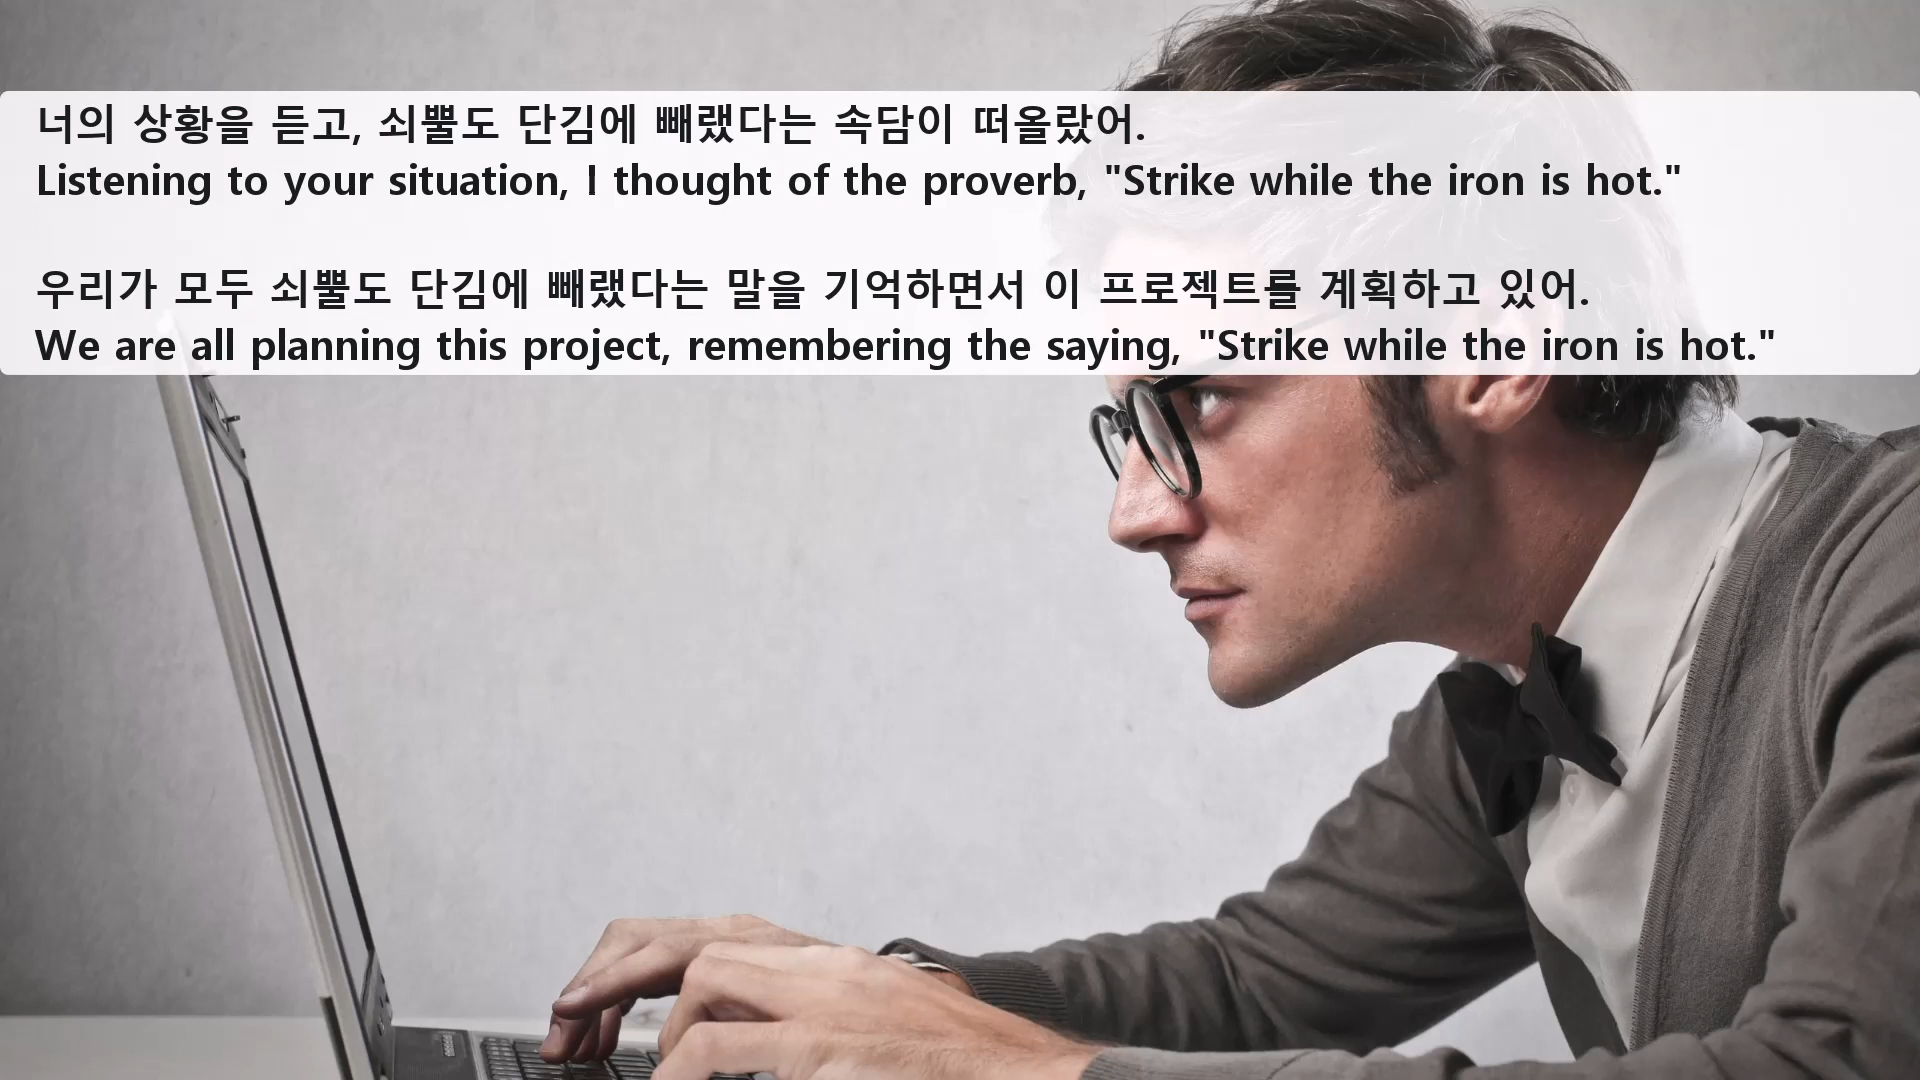 너의 상황을 듣고, 쇠뿔도 단김에 빼랬다는 속담이 떠올랐어.
Listening to your situation, I thought of the proverb, "Strike while the iron is hot."
우리가 모두 쇠뿔도 단김에 빼랬다는 말을 기억하면서 이 프로젝트를 계획하고 있어.
We are all planning this project, remembering the saying, "Strike while the iron is hot."